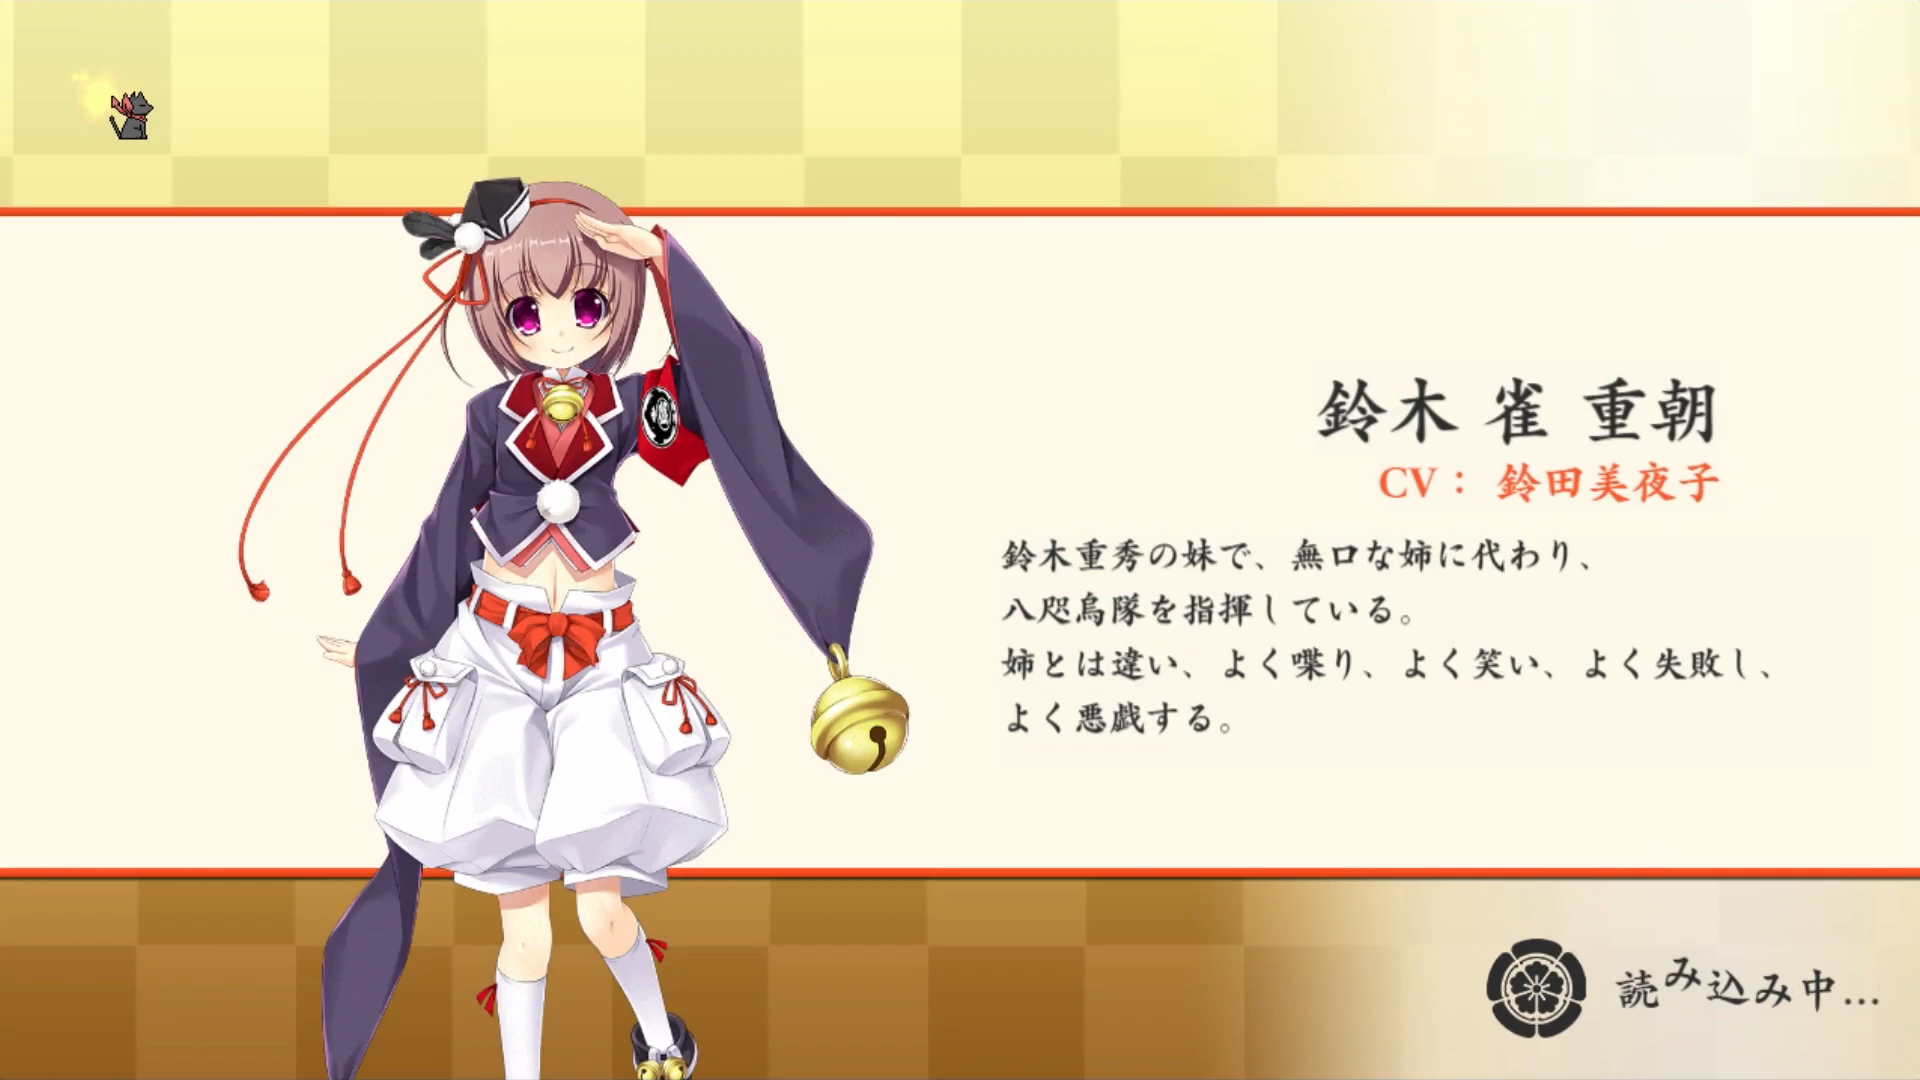 鈴木 雀 重朝
CV： 鈴田美夜子
鈴木重秀の妹で、無口な姉に代わり、
八咫烏隊を指揮している。
姉とは違い、よく喋り、よく笑い、よく失敗し、
よく悪戯する。
読み込み中...